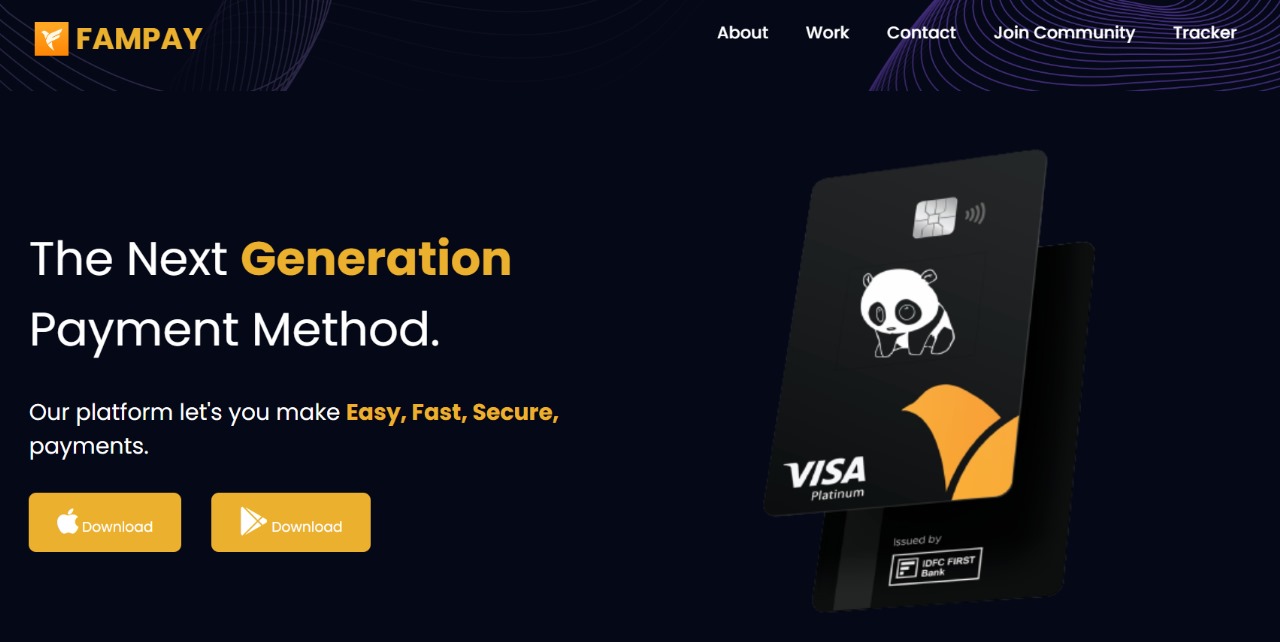 FAMPAY
About Work Contact Join Community Tracker
The Next Generation
Payment Method.
Our platform let's you make Easy, Fast, Secure,
payments.
Download Download
VISA
Platinum
Issued by
IDFC FIRST
Bank